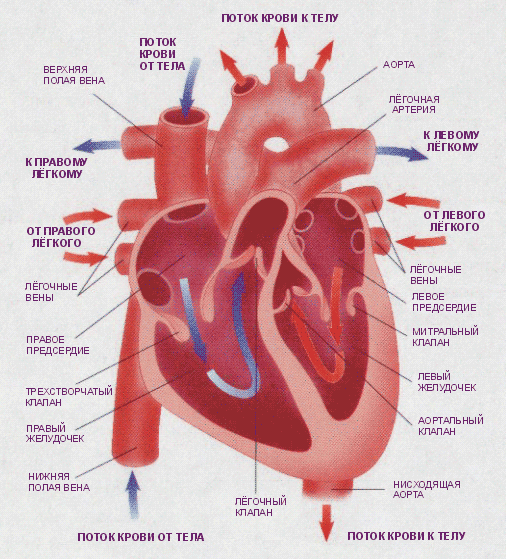 ПОТОК КРОВИ К ТЕЛУ
ПОТОК
КРОВИ
ОТ ТЕЛА
ВЕРХНЯЯ
ПОЛАЯ ВЕНА
АОРТА
ЛЁГОЧНАЯ
АРТЕРИЯ
К ПРАВОМУ
ЛЁГКОМУ
К ЛЕВОМУ
ЛЁГКОМУ
ОТ ПРАВОГО
ЛЁГКОГО
ОТ ЛЕВОГО
ЛЁГКОГО
ЛЁГОЧНЫЕ
ВЕНЫ
ЛЁГОЧНЫЕ
ВЕНЫ
ЛЕВОЕ
ПРЕДСЕРДИЕ
ПРАВОЕ
ПРЕДСЕРДИЕ
МИТРАЛЬНЫЙ
КЛАПАН
ТРЕХСТВОРЧАТЫЙ
КЛАПАН
ЛЕВЫЙ
ЖЕЛУДОЧЕК
ПРАВЫЙ
ЖЕЛУДОЧЕК
АОРТАЛЬНЫЙ
КЛАПАН
НИЖНЯЯ
ПОЛАЯ ВЕНА
ЛЁГОЧНЫЙ
КЛАПАН
НИСХОДЯЩАЯ
АОРТА
ПОТОК КРОВИ ОТ ТЕЛА
ПОТОК КРОВИ К ТЕЛУ